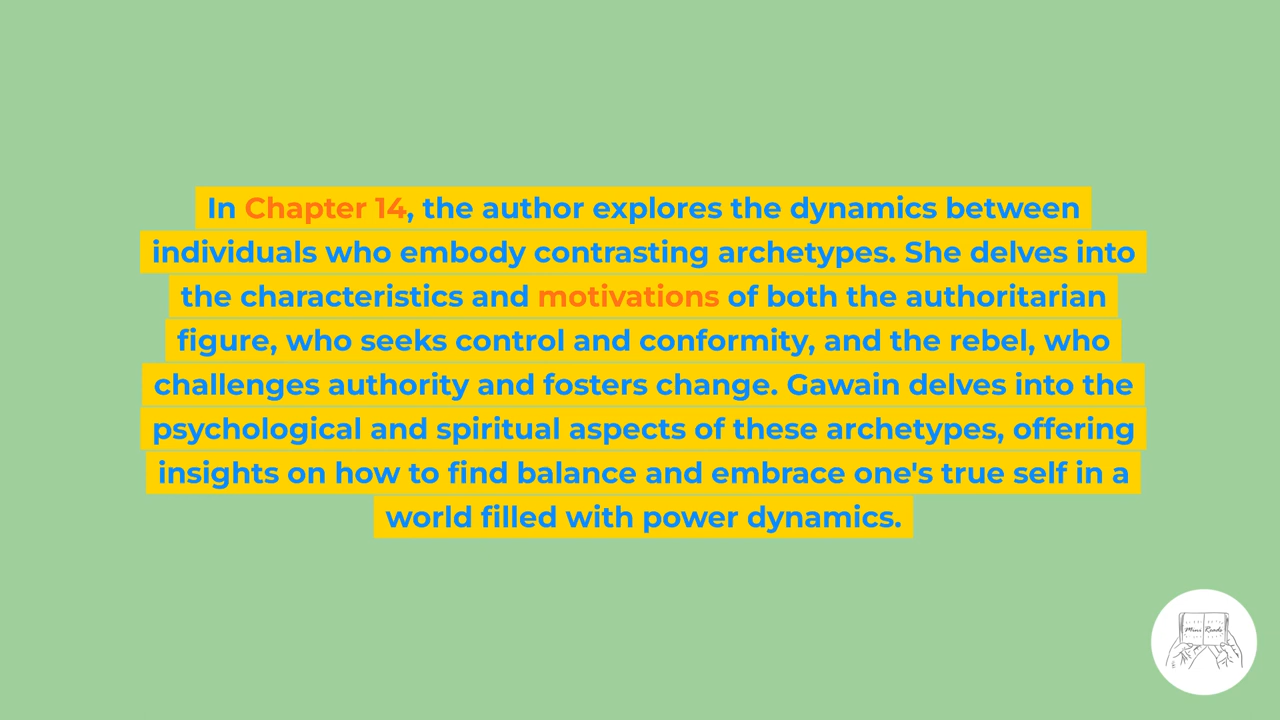 In Chapter 14, the author explores the dynamics between
individuals who embody contrasting archetypes. She delves into
the characteristics and motivations of both the authoritarian
figure, who seeks control and conformity, and the rebel, who
challenges authority and fosters change. Gawain delves into the
psychological and spiritual aspects of these archetypes, offering
insights on how to find balance and embrace one's true self in a
world filled with power dynamics.
Mini Reads